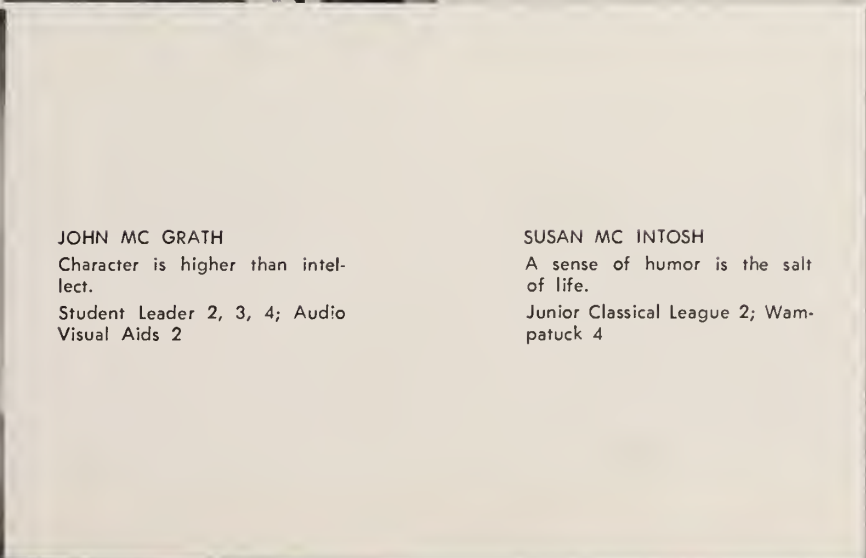 JOHN MC GRATH
Character is higher than intel-
lect.
Student Leader 2, 3, 4; Audio
Visual Aids 2
SUSAN MC INTOSH
A sense of humor is the salt
of life.
Junior Classical League 2; Wam-
patuck 4